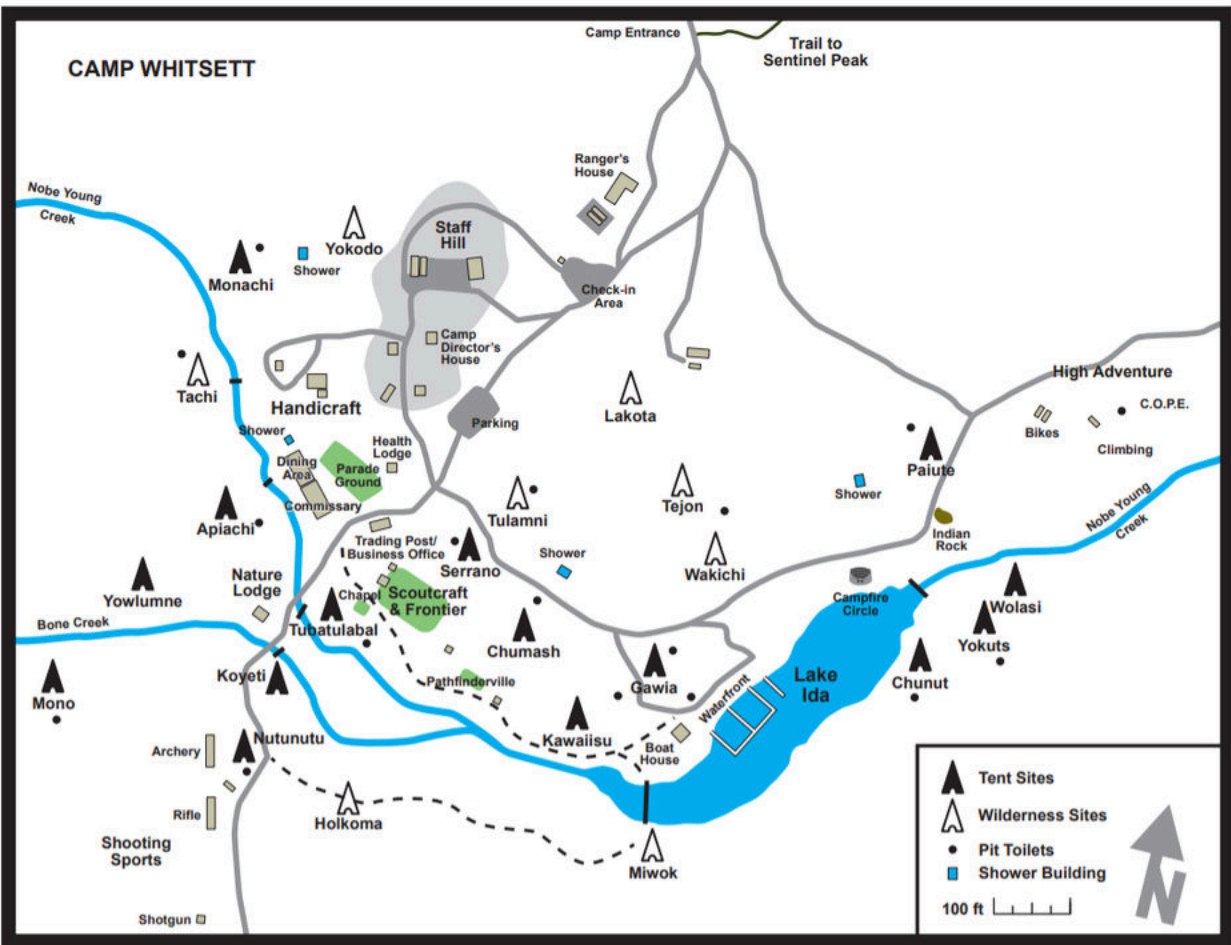 Camp Entrance
Trail to
Sentinel Peak
CAMP WHITSETT
Ranger's
House
Nobe Young
Creek
Yokodo
Staff
Hill
Shower
Monachi
Check-in
Area
Camp
Director's
House
Tachi
Handicraft
Parking
Lakota
High Adventure
C.O.P.E.
Bikes
Climbing
Shower
Dining
Area
Parade
Ground
Health
Lodge
Commissary
Paiute
Shower
Tejon
Tulamni
Apiachi
Nobe Young
Creek
Indian
Rock
Trading Post/
Business Office
Serrano
Shower
Wakichi
Nature
Lodge
Yowlumne
Chapel
Scoutcraft
& Frontier
Campfire
Circle
Wolasi
Bone Creek
Tubatulabal
Chumash
Yokuts
Koyeti
Pathfinderville
Gawia
Waterfront
Lake
Ida
Chunut
Mono
Archery
Nutunutu
Kawaiisu
Boat
House
Rifle
Holkoma
Shooting
Sports
Miwok
Shotgun
Tent Sites
Wilderness Sites
Pit Toilets
Shower Building
100 ft
N